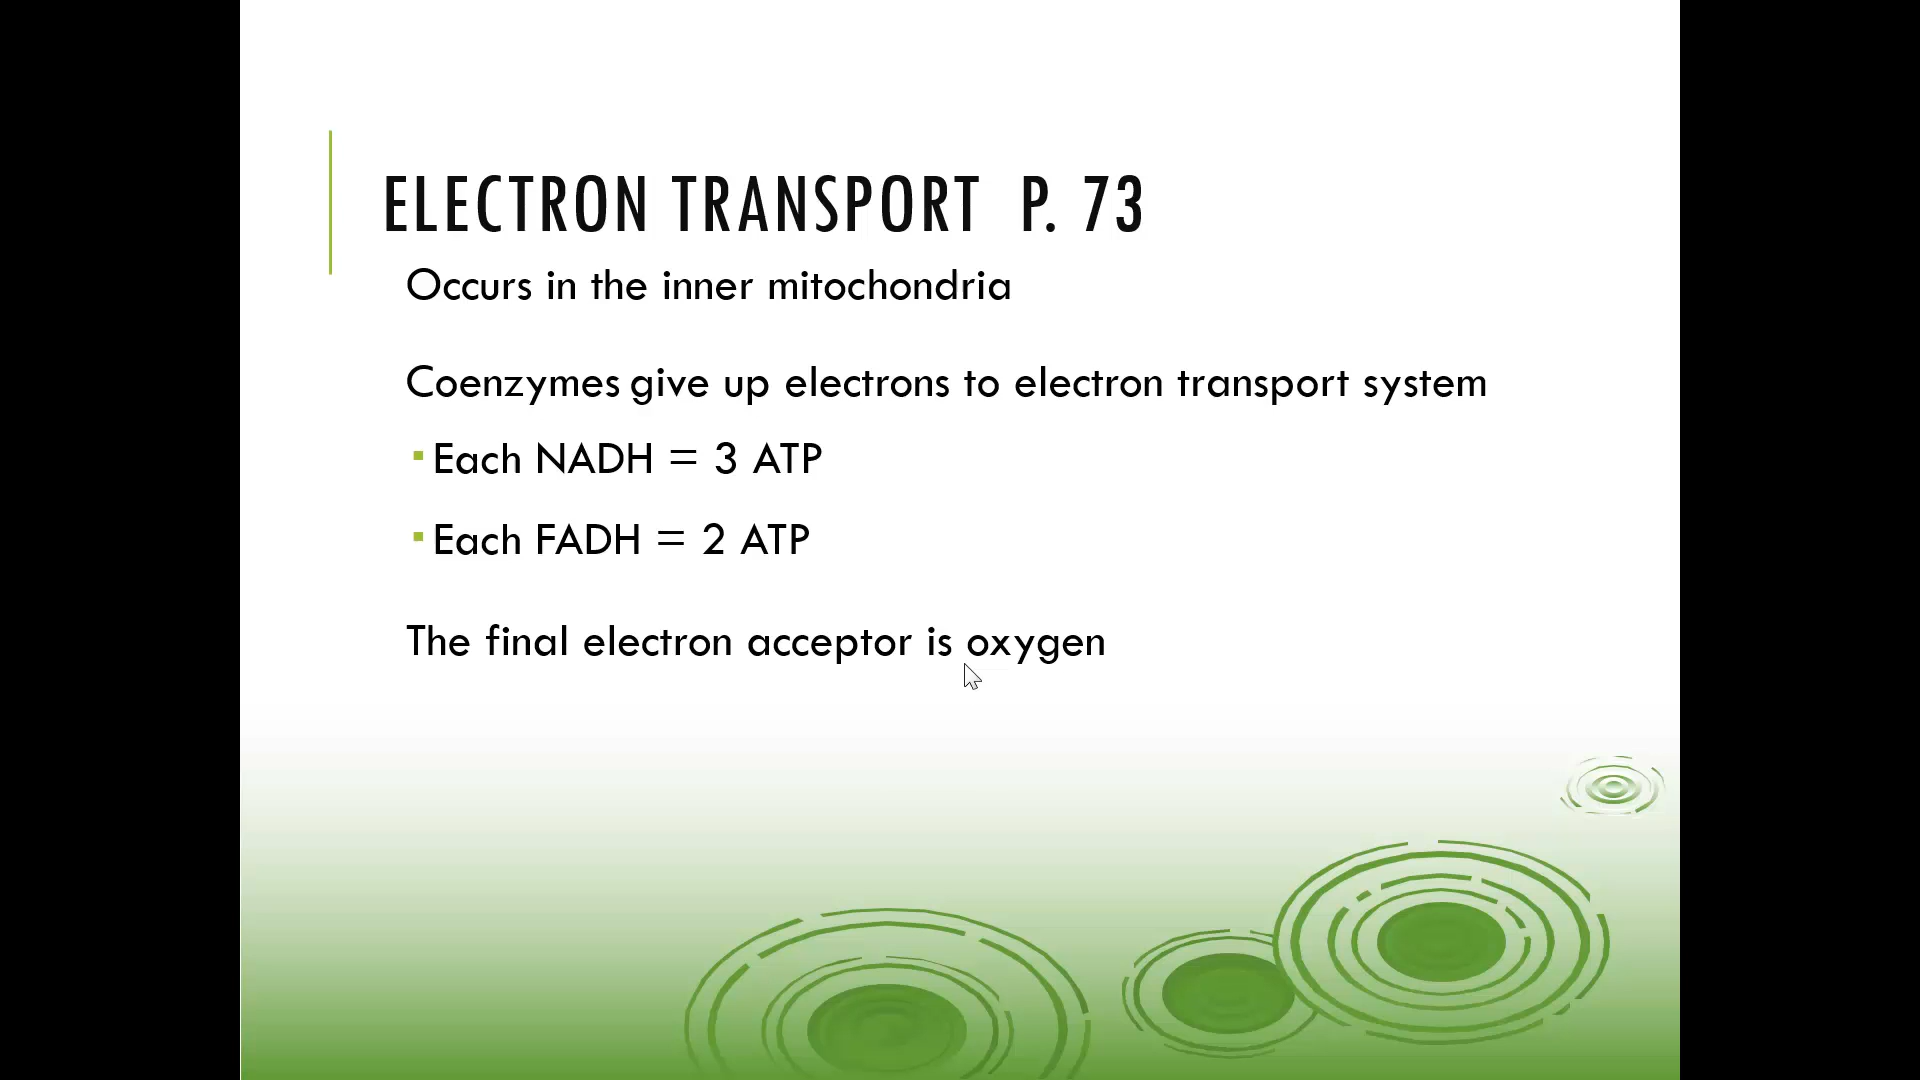 ELECTRON TRANSPORT P. 73
Occurs in the inner mitochondria
Coenzymes give up electrons to electron transport system
▪ Each NADH = 3 ATP
▪ Each FADH = 2 ATP
The final electron acceptor is oxygen